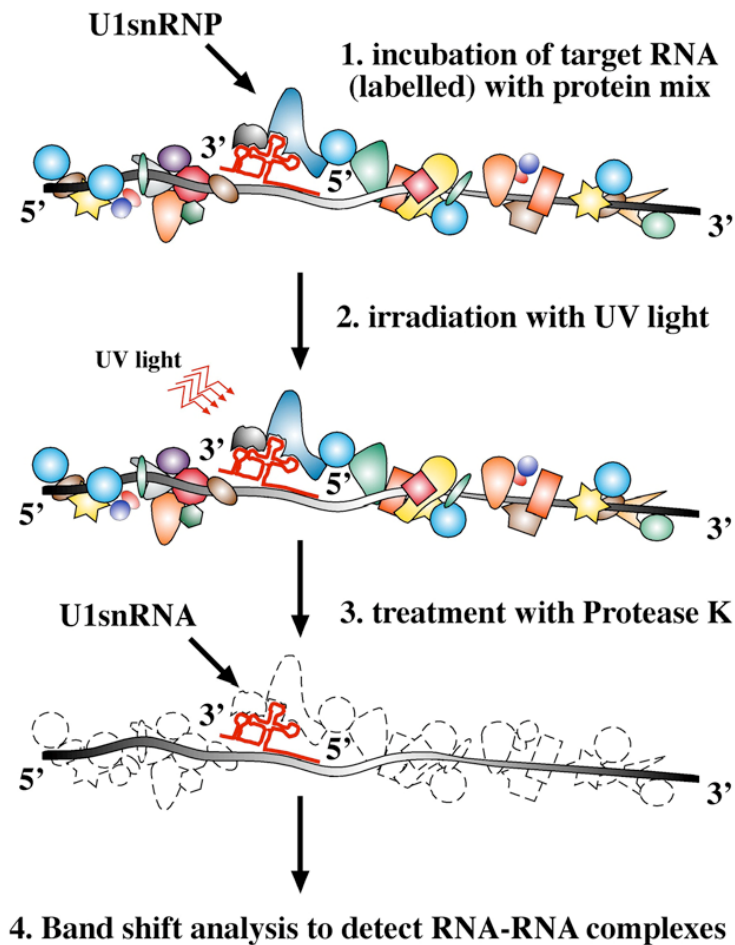 U1snRNP
1. incubation of target RNA
(labelled) with protein mix
3’
5’
5’
3’
2. irradiation with UV light
UV light
3’
5’
5’
3’
3. treatment with Protease K
U1snRNA
3’
5’
5’
3’
4. Band shift analysis to detect RNA-RNA complexes